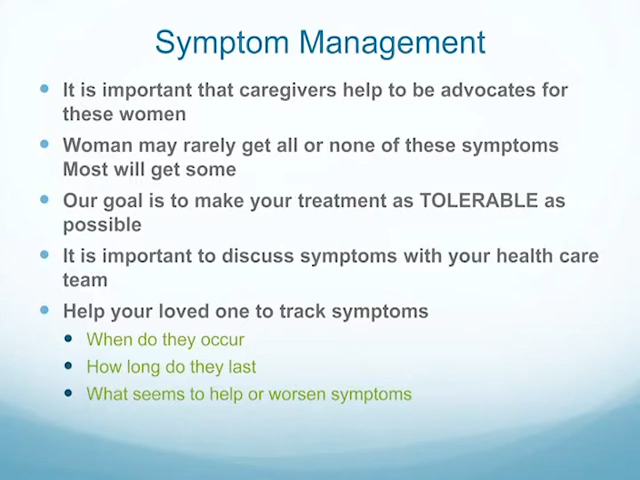 Symptom Management
It is important that caregivers help to be advocates for
these women
Woman may rarely get all or none of these symptoms
Most will get some
Our goal is to make your treatment as TOLERABLE as
possible
It is important to discuss symptoms with your health care
team
Help your loved one to track symptoms
When do they occur
How long do they last
What seems to help or worsen symptoms